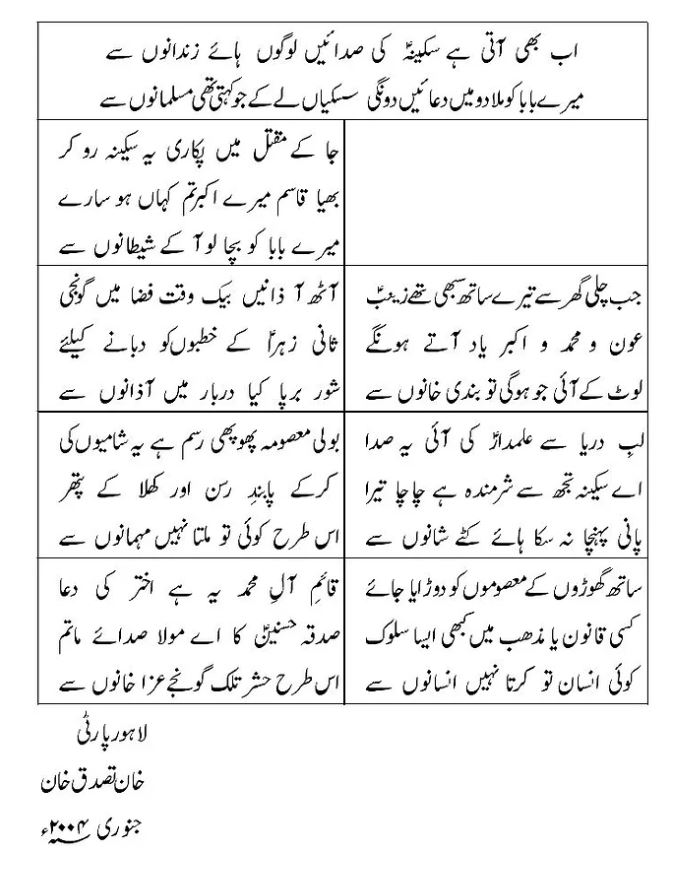 اب بھی آتی ہے سکینہؑ کی صدائیں لوگوں ہائے زندانوں سے
میرے بابا کو ملا دو میں دعائیں دونگی سسکیاں لے کے جو کہتی تھی مسلمانوں سے
جا کے مقتل میں پکاری یہ سکینہ رو کر
بھیا قاسم میرے اکبر تم کہاں ہو سارے
میرے بابا کو بچا لو آ کے شیطانوں سے
جب چلی گھر سے تیرے ساتھ سبھی تھے زینبؑ
عون و محمد و اکبر یاد آتے ہونگے
لوٹ کے آئی جو ہوگی تو بندی خانوں سے
آٹھ آ ذانیں بیک وقت فضا میں گونجی
ثانی زہراؑ کے خطبوں کو دبانے کیلئے
شور برپا کیا دربار میں آذانوں سے
لبِ دریا سے علمدارؑ کی آئی یہ صدا
اے سکینہ تجھ سے شرمندہ ہے چاچا تیرا
پانی پہنچا نہ سکا ہائے کٹے شانوں سے
بولی معصومہ پھوپھی رسم ہے یہ شامیوں کی
کرکے پابندِ رسن اور کھلا کے پتھر
اس طرح کوئی تو ملتا نہیں مہمانوں سے
ساتھ گھوڑوں کے معصوموں کو دوڑایا جائے
کسی قانون یا مذھب میں کبھی ایسا سلوک
کوئی انسان تو کرتا نہیں انسانوں سے
قائمِ آلِ محمد یہ ہے اختر کی دعا
صدقہ حسنینؑ کا اے مولا صدائے ماتم
اس طرح حشر تلک گونجے عزا خانوں سے
لاہور پارٹی
خان تصدق خان
جنوری ۲۰۰۴ء